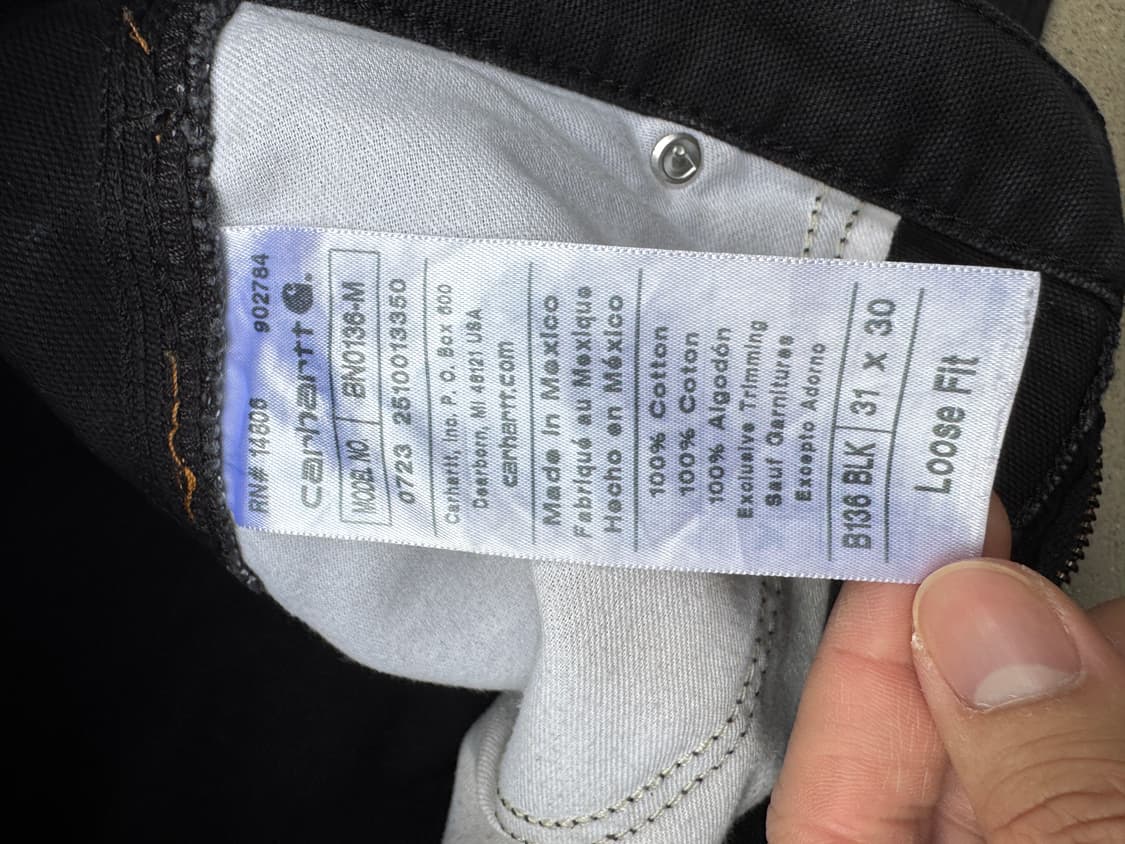 RN# 14806 902784
carhartt
MODEL NO BN0136-M
0723 2510013350
Carhartt, Inc. P. O. Box 600
Dearborn, MI 48121 USA
carhartt.com
Made In Mexico
Fabriqué au Mexique
Hecho en México
100% Cotton
100% Coton
100% Algodón
Exclusive Trimming
Sauf Garnitures
Excepto Adorno
B136 BLK 31 x 30
Loose Fit